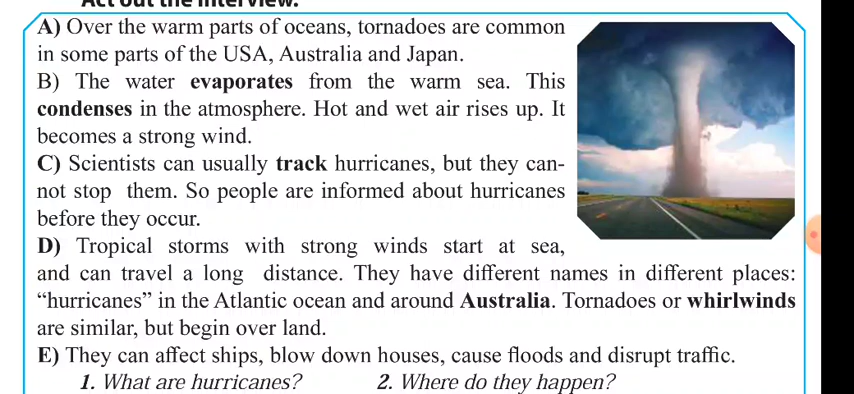 Act out the interview.
A) Over the warm parts of oceans, tornadoes are common
in some parts of the USA, Australia and Japan.
B) The water evaporates from the warm sea. This
condenses in the atmosphere. Hot and wet air rises up. It
becomes a strong wind.
C) Scientists can usually track hurricanes, but they can-
not stop them. So people are informed about hurricanes
before they occur.
D) Tropical storms with strong winds start at sea,
and can travel a long distance. They have different names in different places:
“hurricanes” in the Atlantic ocean and around Australia. Tornadoes or whirlwinds
are similar, but begin over land.
E) They can affect ships, blow down houses, cause floods and disrupt traffic.
1. What are hurricanes? 2. Where do they happen?